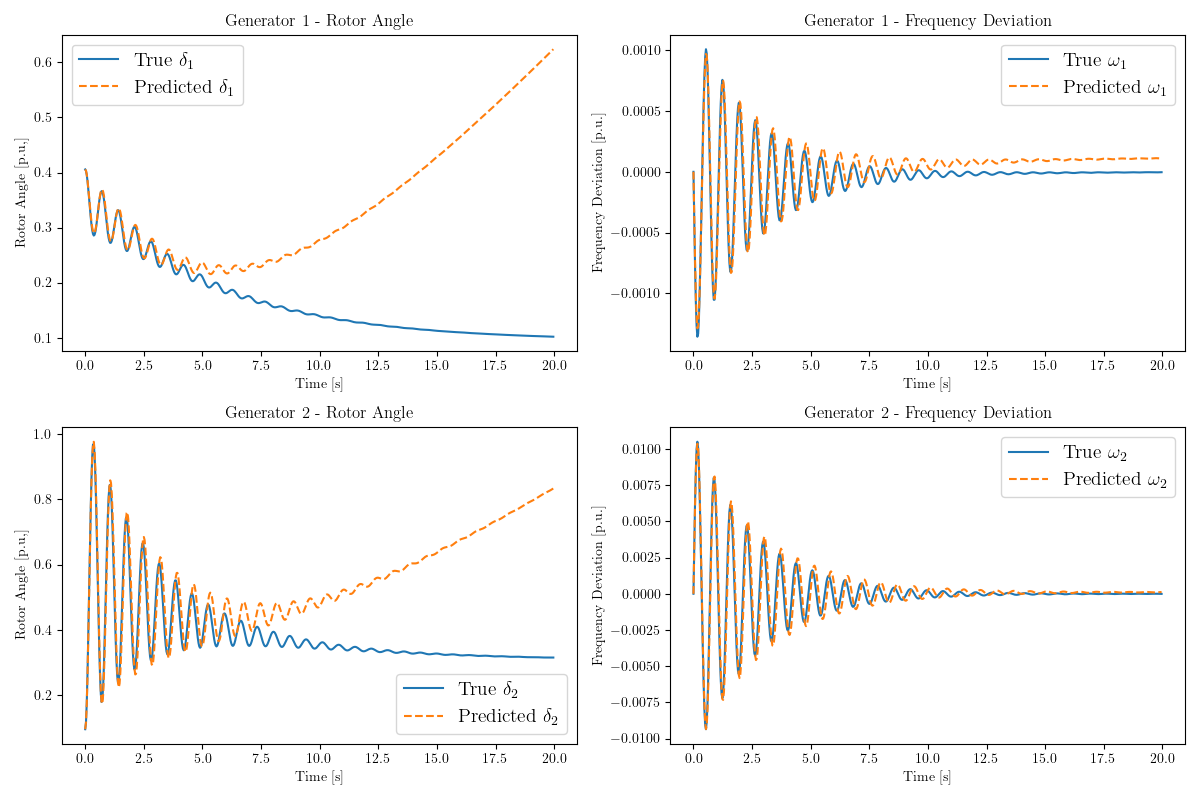 Generator 1 - Rotor Angle
True δ₁
Predicted δ₁
Rotor Angle [p.u.]
0.6
0.5
0.4
0.3
0.2
0.1
0.0 2.5 5.0 7.5 10.0 12.5 15.0 17.5 20.0
Time [s]
Generator 1 - Frequency Deviation
True ω₁
Predicted ω₁
Frequency Deviation [p.u.]
0.0010
0.0005
0.0000
−0.0005
−0.0010
0.0 2.5 5.0 7.5 10.0 12.5 15.0 17.5 20.0
Time [s]
Generator 2 - Rotor Angle
True δ₂
Predicted δ₂
Rotor Angle [p.u.]
1.0
0.8
0.6
0.4
0.2
0.0 2.5 5.0 7.5 10.0 12.5 15.0 17.5 20.0
Time [s]
Generator 2 - Frequency Deviation
True ω₂
Predicted ω₂
Frequency Deviation [p.u.]
0.0100
0.0075
0.0050
0.0025
0.0000
−0.0025
−0.0050
−0.0075
−0.0100
0.0 2.5 5.0 7.5 10.0 12.5 15.0 17.5 20.0
Time [s]